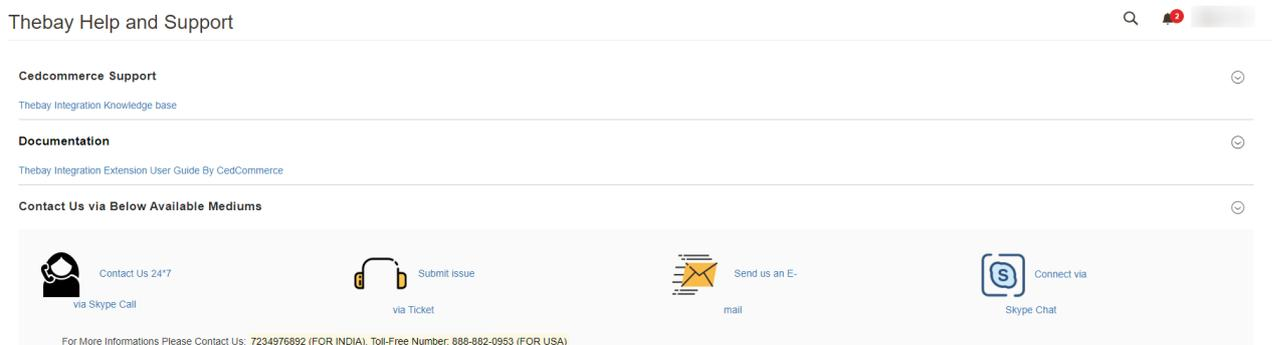 Thebay Help and Support
2
Cedcommerce Support
Thebay Integration Knowledge base
Documentation
Thebay Integration Extension User Guide By CedCommerce
Contact Us via Below Available Mediums
Contact Us 24*7
via Skype Call
Submit issue
via Ticket
Send us an E-
mail
S
Connect via
Skype Chat
For More Informations Please Contact Us: 7234976892 (FOR INDIA), Toll-Free Number: 888-882-0953 (FOR USA)